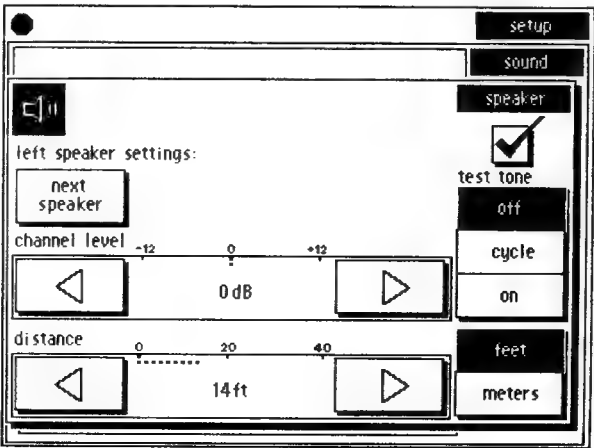 setup
sound
speaker
left speaker settings:
test tone
next
speaker
off
channel level
-12 0 +12
cycle
0 dB
on
distance
0 20 40
feet
14 ft
meters